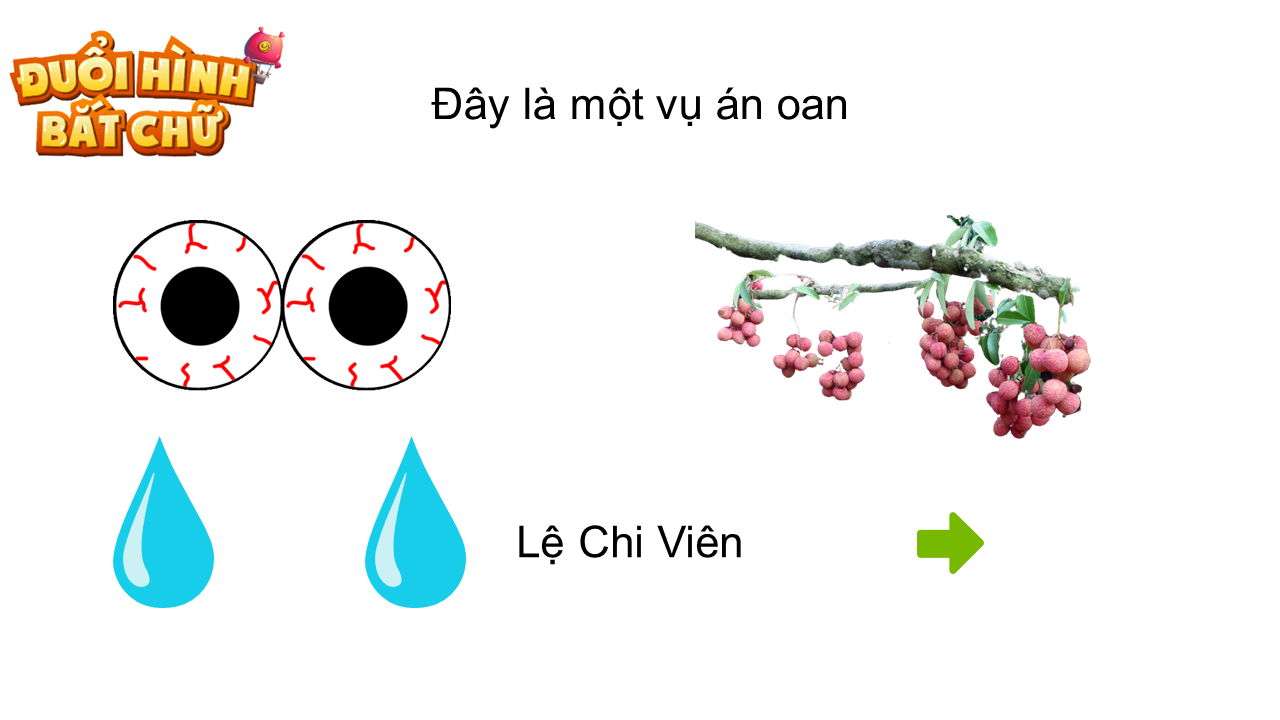 ĐUỔI HÌNH
BẮT CHỮ
Đây là một vụ án oan
Lệ Chi Viên